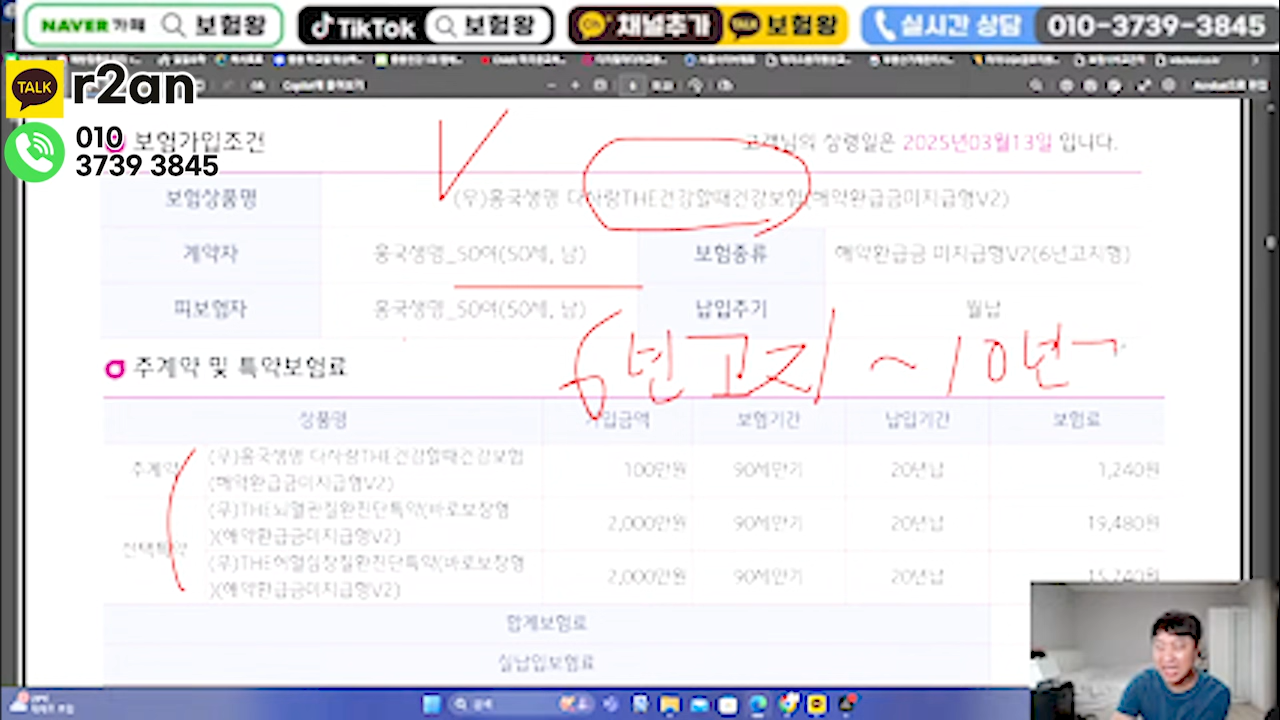 NAVER 카페 보험왕
TikTok 보험왕
Ch 채널추가 TALK 보험왕
실시간 상담 010-3739-3845
TALK r2an
010
3739 3845
보험가입조건
고객님의 상령일은 2025년03월13일 입니다.
보험상품명 (무)흥국생명 다사랑THE건강할때건강보험(해약환급금미지급형V2)
계약자 흥국생명_50여(50세, 남) 보험종류 해약환급금 미지급형V2(6년고지형)
피보험자 흥국생명_50여(50세, 남) 납입주기 월납
6년고지 ~10년
주계약 및 특약보험료
상품명 가입금액 보험기간 납입기간 보험료
주계약 (무)흥국생명 다사랑THE건강할때건강보험
(해약환급금미지급형V2) 100만원 90세만기 20년납 1,240원
선택특약 (무)THE뇌혈관질환진단특약(바로보장형
)(해약환급금미지급형V2) 2,000만원 90세만기 20년납 19,480원
(무)THE허혈심장질환진단특약(바로보장형
)(해약환급금미지급형V2) 2,000만원 90세만기 20년납 15,740원
합계보험료
실납입보험료
검색